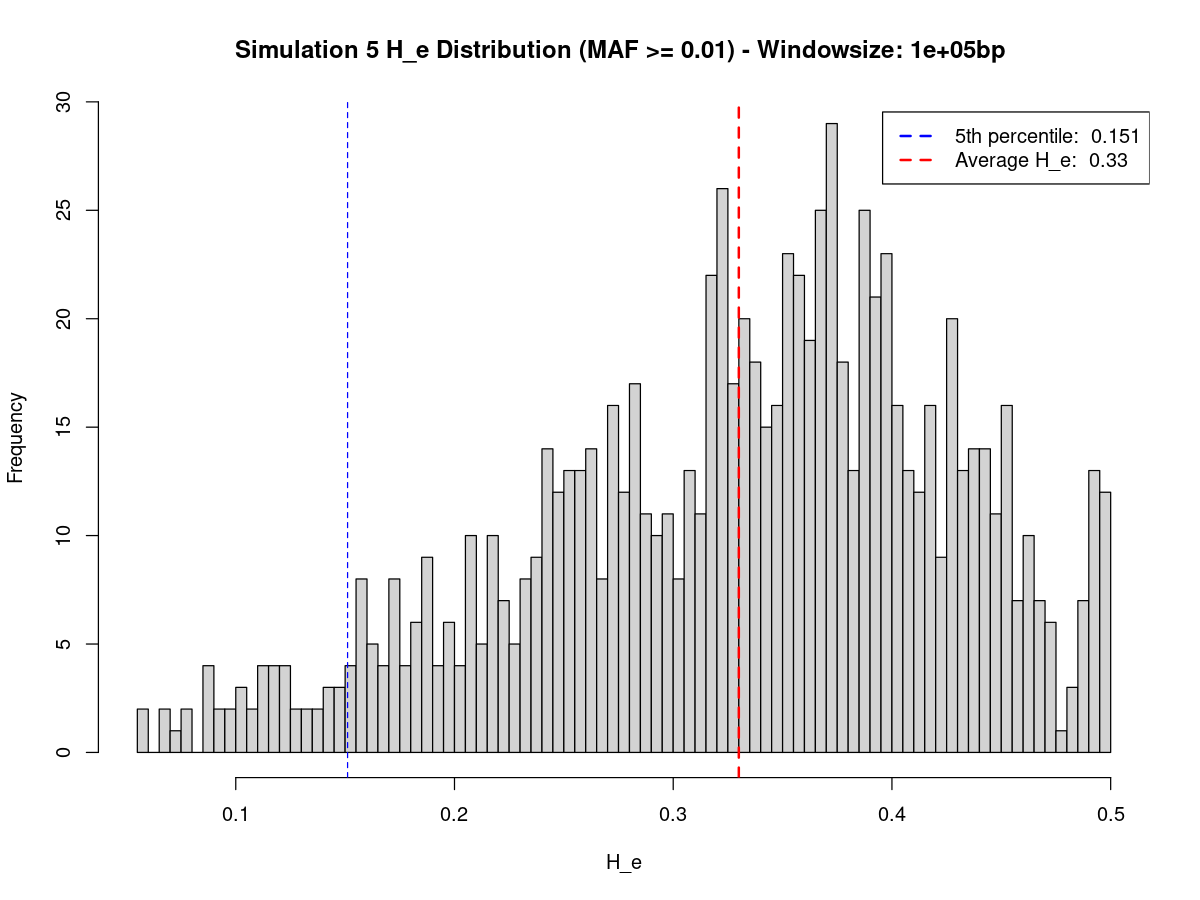 Simulation 5 H_e Distribution (MAF >= 0.01) - Windowsize: 1e+05bp
5th percentile:  0.151
Average H_e:  0.33
Frequency
30
25
20
15
10
5
0
0.1 0.2 0.3 0.4 0.5
H_e